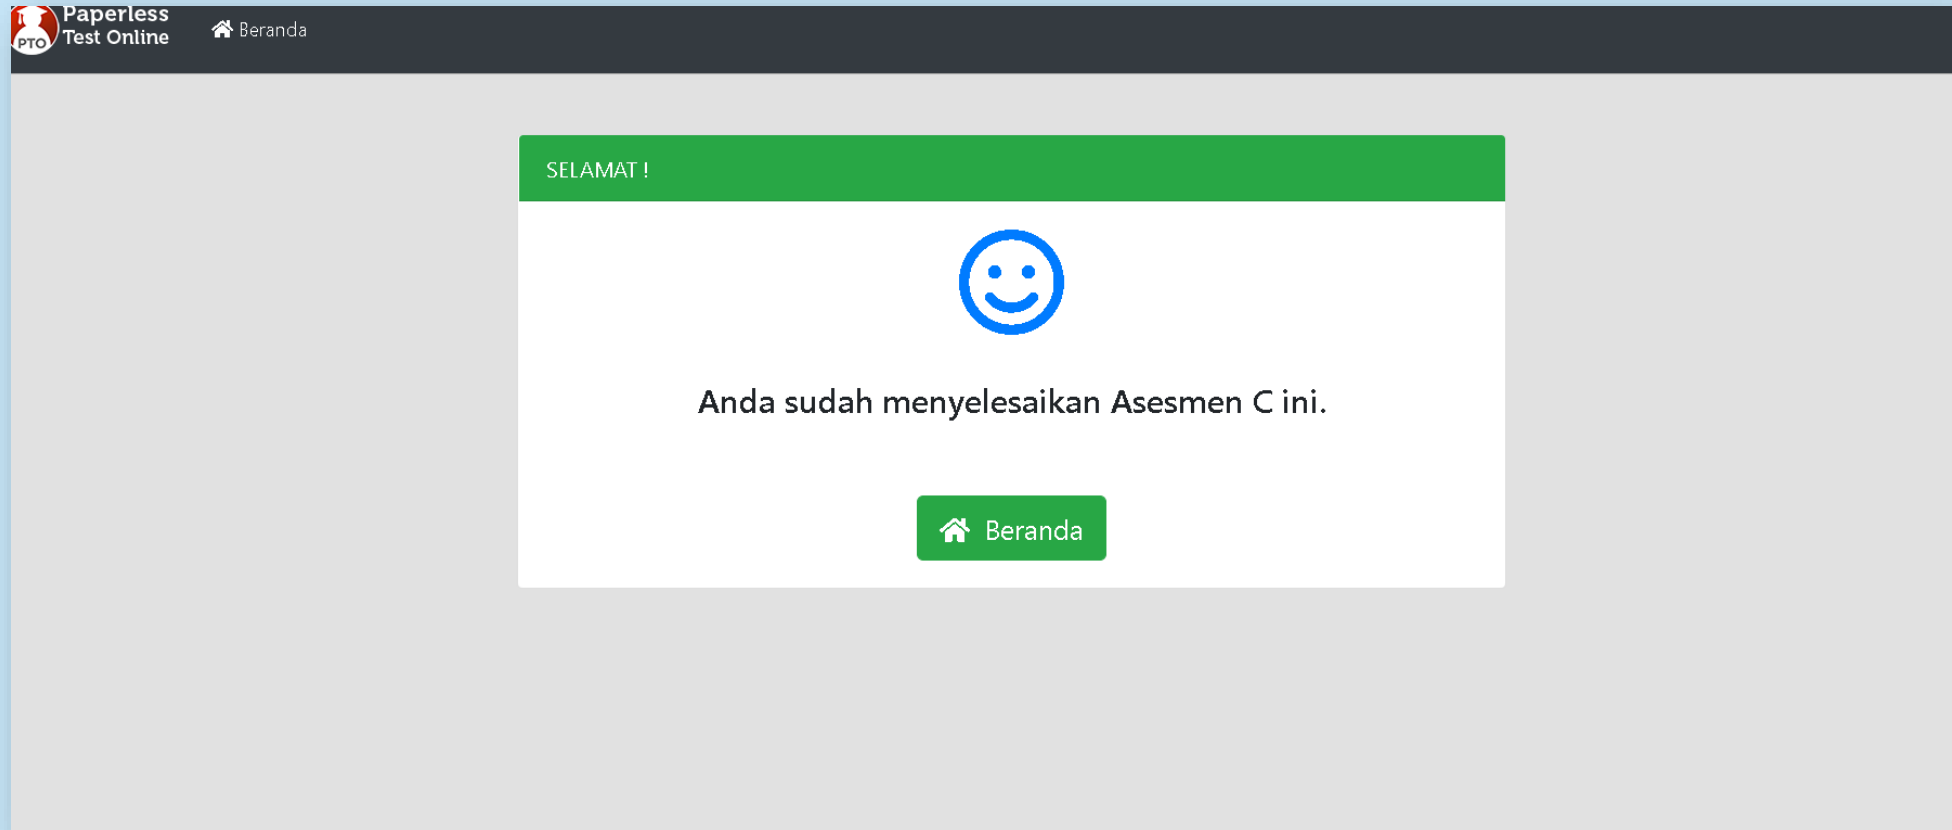 Paperless
Test Online
PTO
Beranda
SELAMAT !
Anda sudah menyelesaikan Asesmen C ini.
Beranda